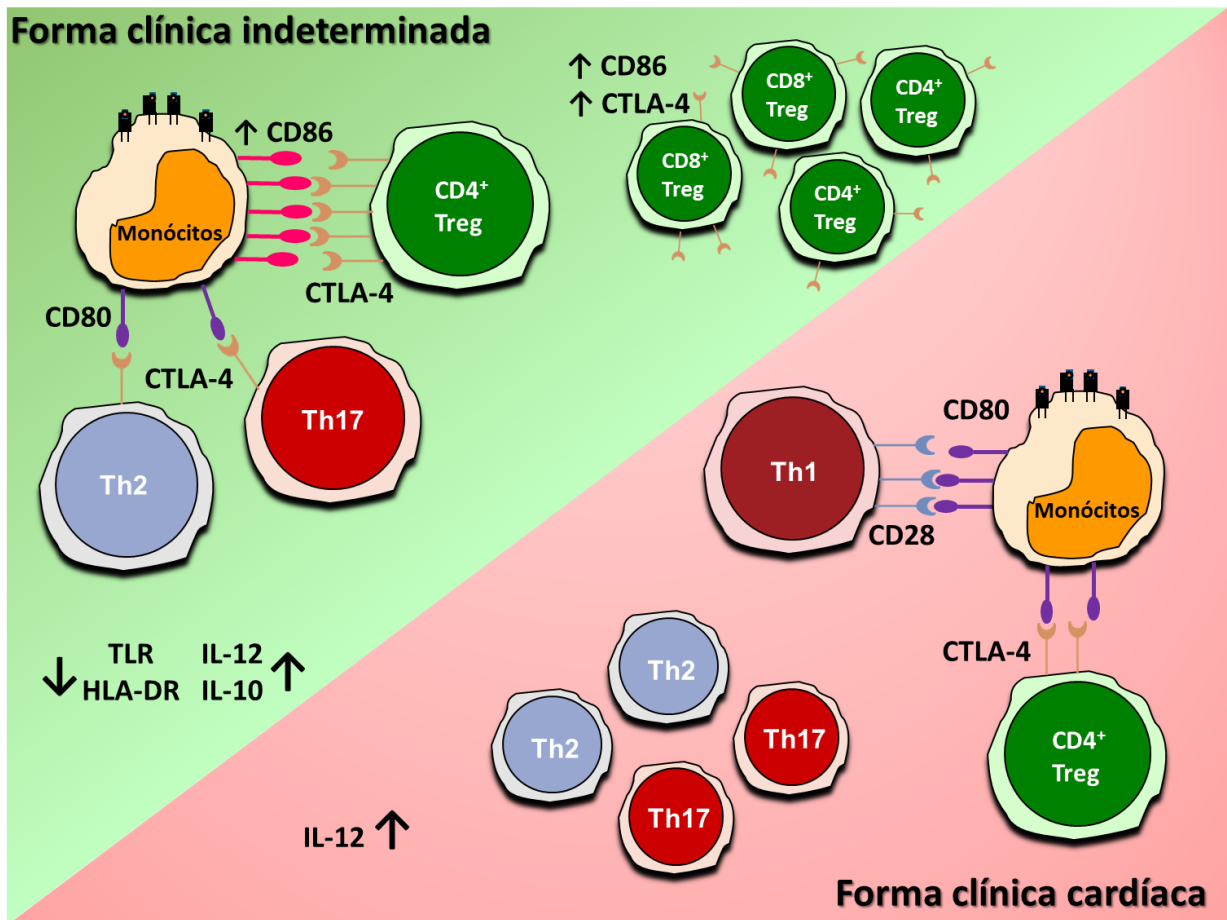 Forma clínica indeterminada
↑ CD86
↑ CTLA-4
CD8⁺
Treg
CD4⁺
Treg
CD8⁺
Treg
CD4⁺
Treg
↑ CD86
Monócitos
CD4⁺
Treg
CTLA-4
CD80
CTLA-4
Th17
Th2
TLR IL-12
HLA-DR IL-10
CD80
Th1
Monócitos
CD28
CTLA-4
CD4⁺
Treg
Th2
Th2
Th17
Th17
IL-12
Forma clínica cardíaca